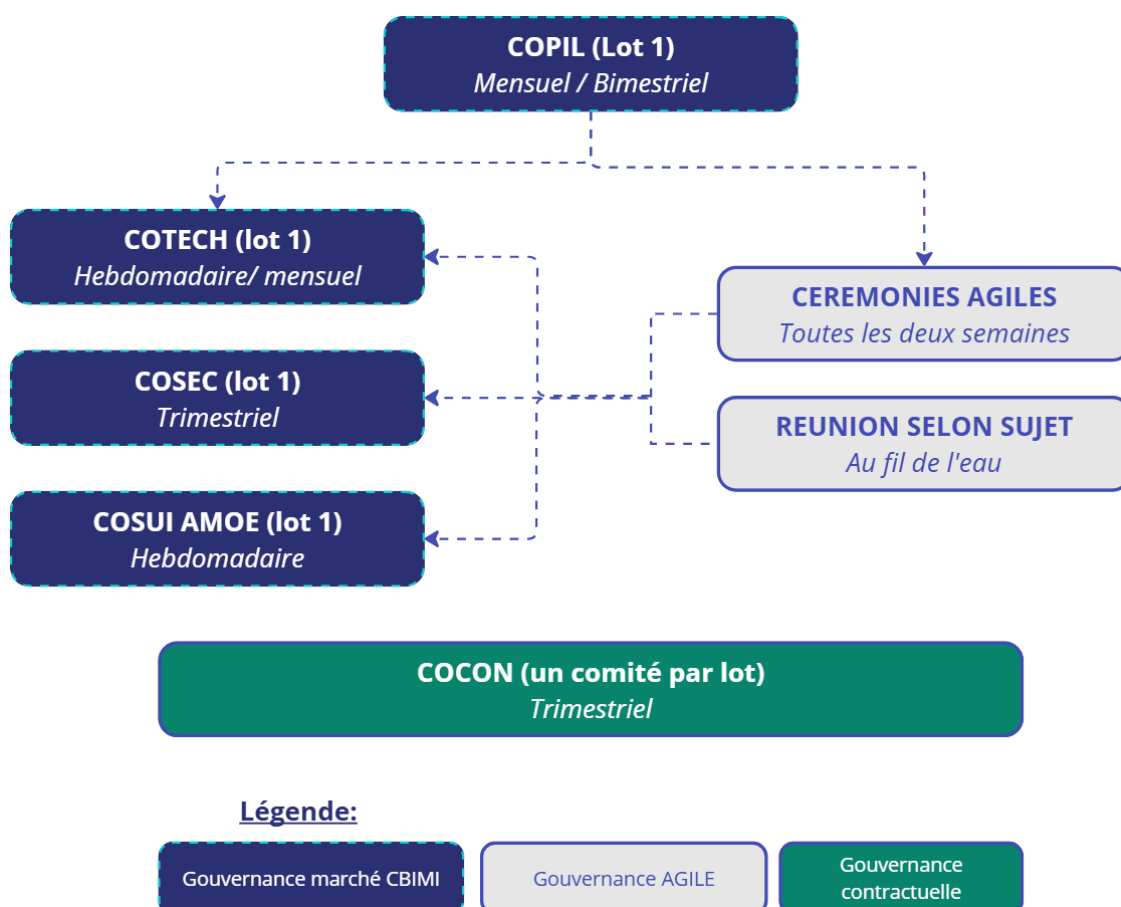 COPIL (Lot 1)
Mensuel / Bimestriel
COTECH (lot 1)
Hebdomadaire/ mensuel
CEREMONIES AGILES
Toutes les deux semaines
COSEC (lot 1)
Trimestriel
REUNION SELON SUJET
Au fil de l'eau
COSUI AMOE (lot 1)
Hebdomadaire
COCON (un comité par lot)
Trimestriel
Légende:
Gouvernance marché CBIMI
Gouvernance AGILE
Gouvernance
contractuelle